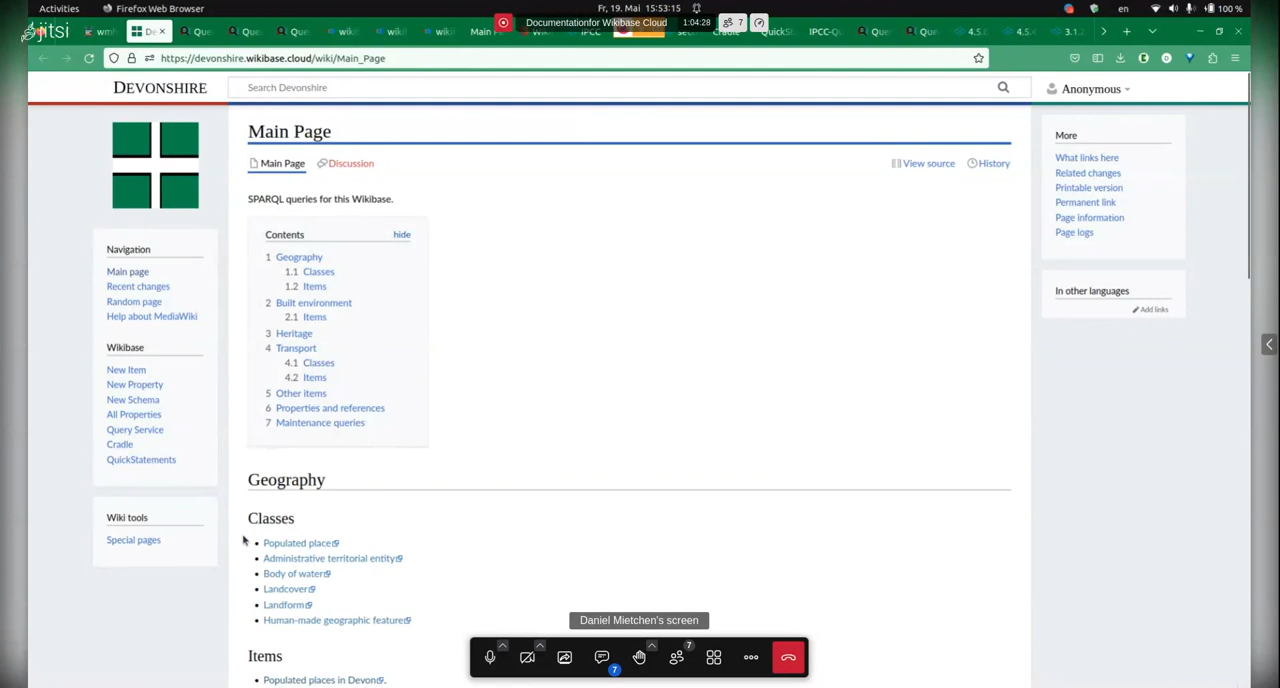 Activities
Firefox Web Browser
Fr, 19. Mai 15:53:15
en
100 %
jitsi
Documentationfor Wikibase Cloud
1:04:28
7
https://devonshire.wikibase.cloud/wiki/Main_Page
DEVONSHIRE
Search Devonshire
Anonymous
Main Page
Main Page
Discussion
View source
History
SPARQL queries for this Wikibase.
Contents
hide
1 Geography
1.1 Classes
1.2 Items
2 Built environment
2.1 Items
3 Heritage
4 Transport
4.1 Classes
4.2 Items
5 Other items
6 Properties and references
7 Maintenance queries
Geography
Classes
Populated place
Administrative territorial entity
Body of water
Landcover
Landform
Human-made geographic feature
Items
Populated places in Devon.
Navigation
Main page
Recent changes
Random page
Help about MediaWiki
Wikibase
New Item
New Property
New Schema
All Properties
Query Service
Cradle
QuickStatements
Wiki tools
Special pages
More
What links here
Related changes
Printable version
Permanent link
Page information
Page logs
In other languages
Add links
Daniel Mietchen's screen
7
7